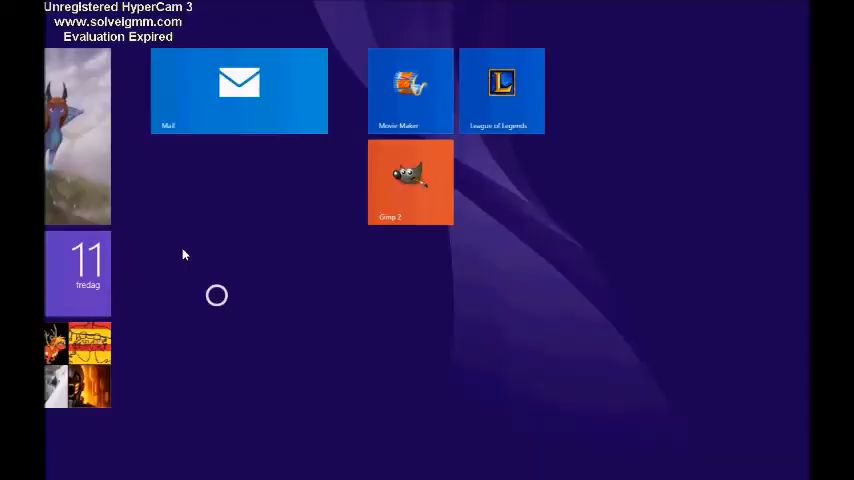 Unregistered HyperCam 3
www.solveigmm.com
Evaluation Expired
Mail
Movie Maker
League of Legends
Gimp 2
11
fredag